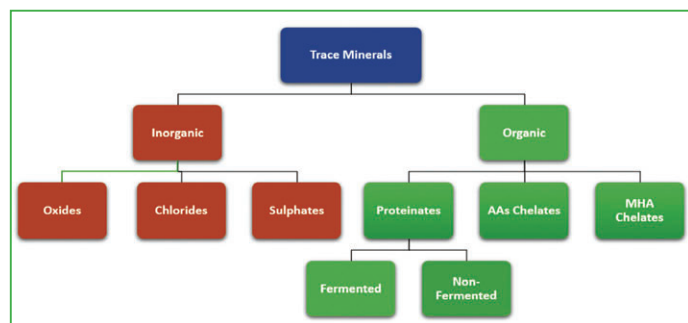 Trace Minerals
Inorganic
Organic
Oxides
Chlorides
Sulphates
Proteinates
AAs Chelates
MHA
Chelates
Fermented
Non-
Fermented